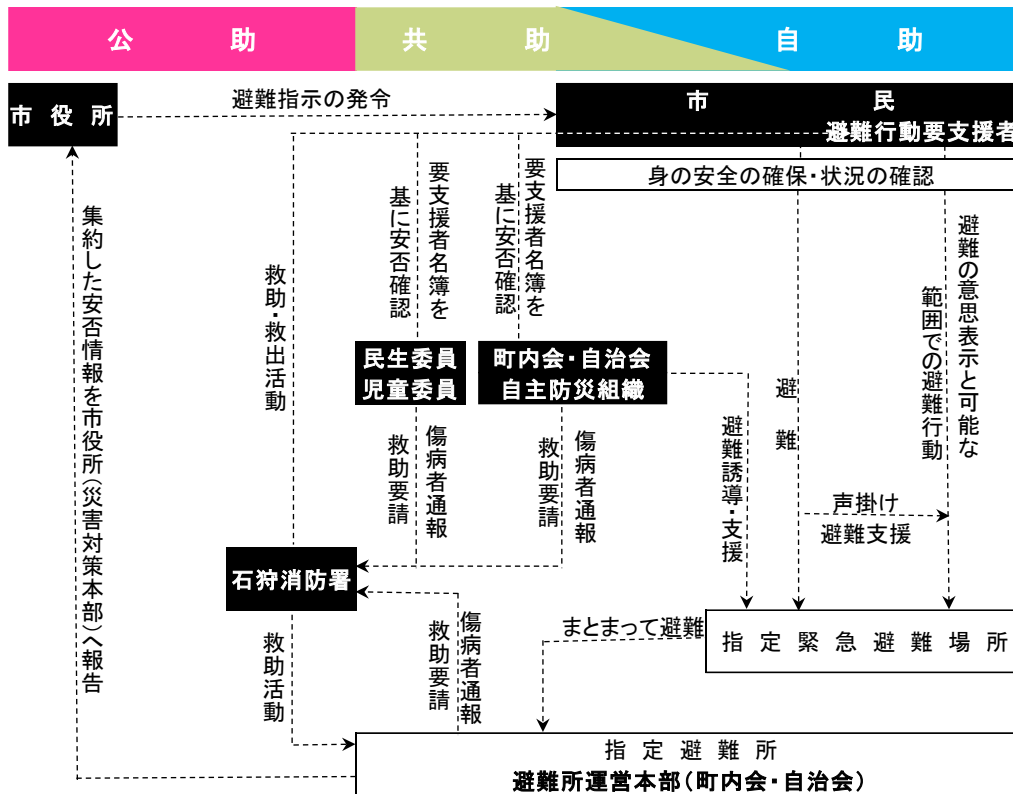 公助
共助
自助
市役所
避難指示の発令
市民
避難行動要支援者
身の安全の確保・状況の確認
集約した安否情報を市役所(災害対策本部)へ報告
救助・救出活動
要支援者名簿を
基に安否確認
要支援者名簿を
基に安否確認
避難の意思表示と可能な
範囲での避難行動
民生委員
児童委員
町内会・自治会
自主防災組織
避難
傷病者通報
救助要請
傷病者通報
救助要請
避難誘導・支援
声掛け
避難支援
石狩消防署
まとまって避難
指定緊急避難場所
救助活動
傷病者通報
救助要請
指定避難所
避難所運営本部(町内会・自治会)